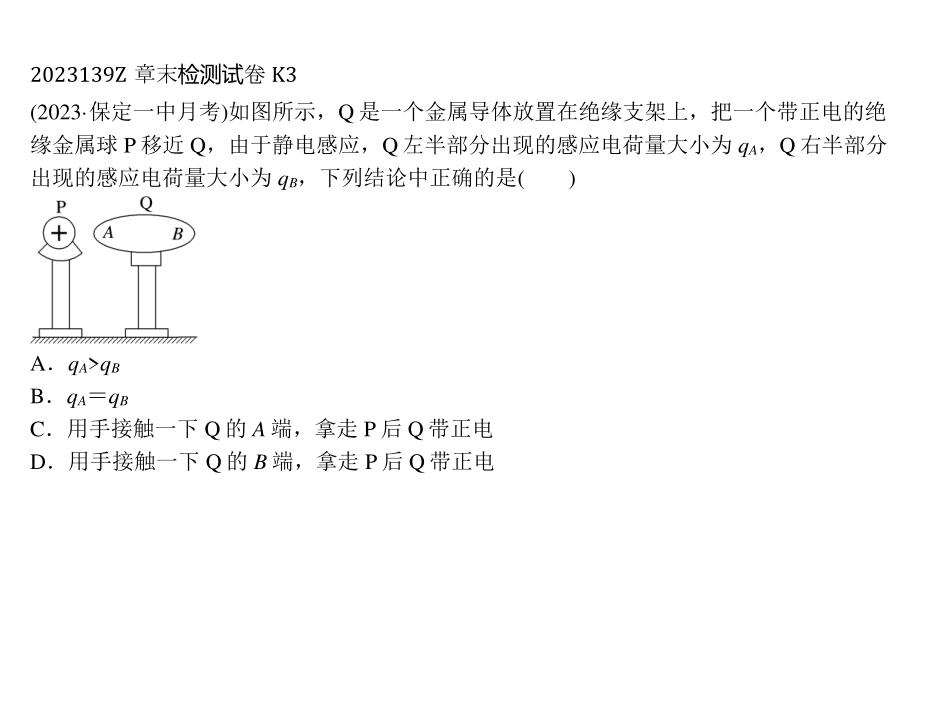 2023139Z 章末检测试卷 K3
(2023·保定一中月考)如图所示，Q 是一个金属导体放置在绝缘支架上，把一个带正电的绝
缘金属球 P 移近 Q，由于静电感应，Q 左半部分出现的感应电荷量大小为 qA，Q 右半部分
出现的感应电荷量大小为 qB，下列结论中正确的是(　　)
P
Q
+
A
B
A．qA>qB
B．qA＝qB
C．用手接触一下 Q 的 A 端，拿走 P 后 Q 带正电
D．用手接触一下 Q 的 B 端，拿走 P 后 Q 带正电